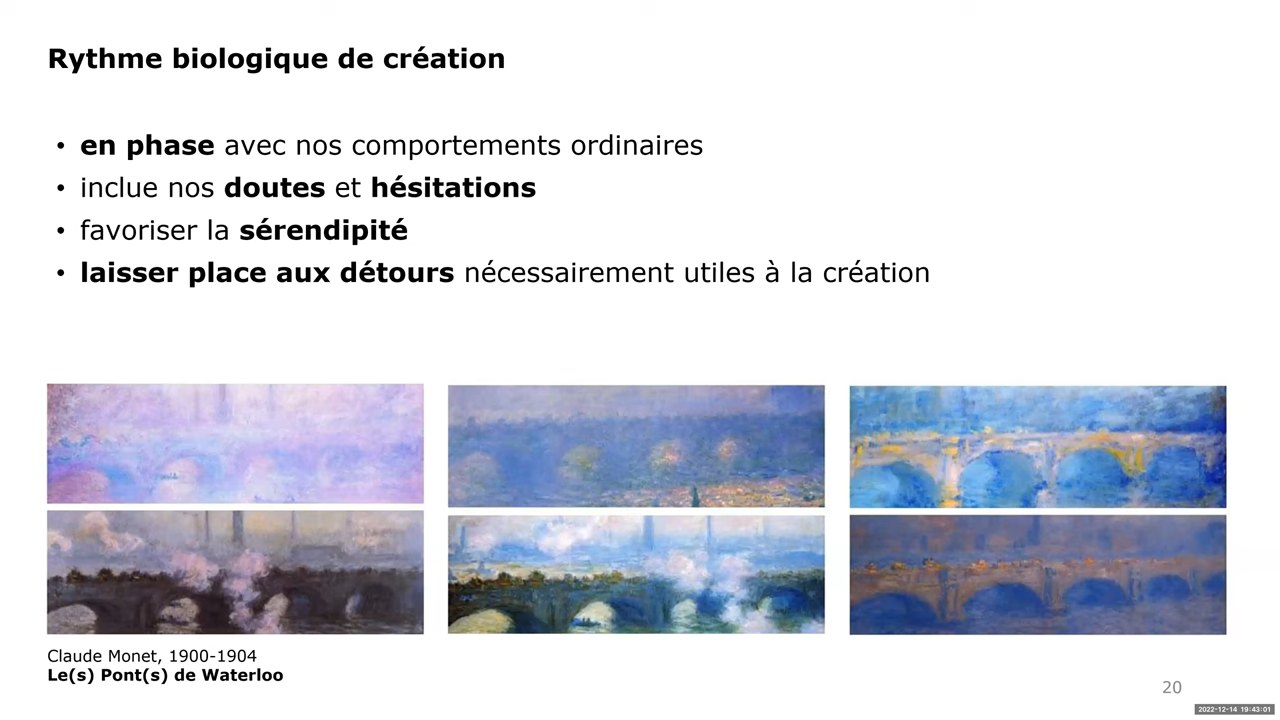 Rythme biologique de création
• en phase avec nos comportements ordinaires
• inclue nos doutes et hésitations
• favoriser la sérendipité
• laisser place aux détours nécessairement utiles à la création
Claude Monet, 1900-1904
Le(s) Pont(s) de Waterloo
20
2022-12-14 19:43:01